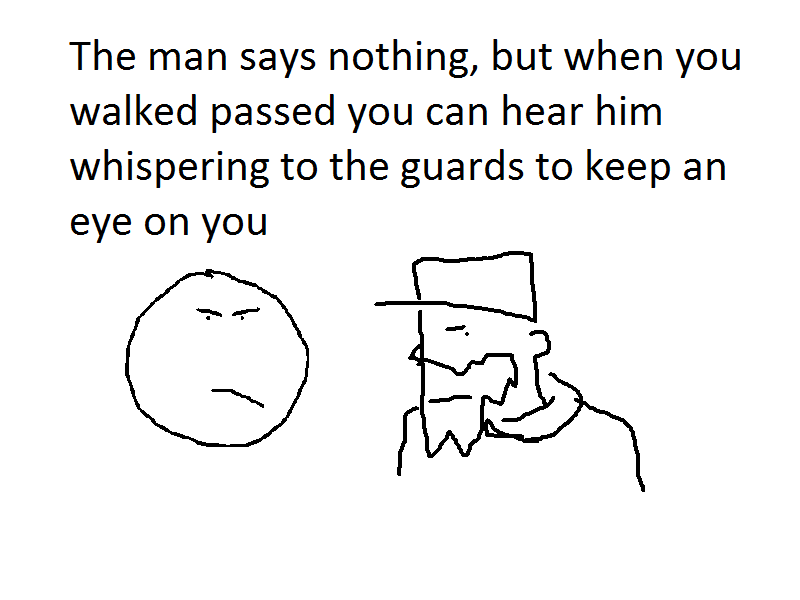 The man says nothing, but when you
walked passed you can hear him
whispering to the guards to keep an
eye on you